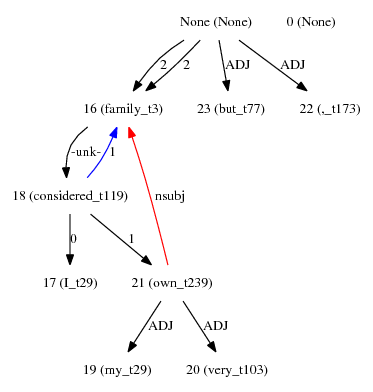 None (None) 0 (None)
2 2 ADJ ADJ
16 (family_t3) 23 (but_t77) 22 (,_t173)
-unk- 1
18 (considered_t119) nsubj
0 1
17 (I_t29) 21 (own_t239)
ADJ ADJ
19 (my_t29) 20 (very_t103)